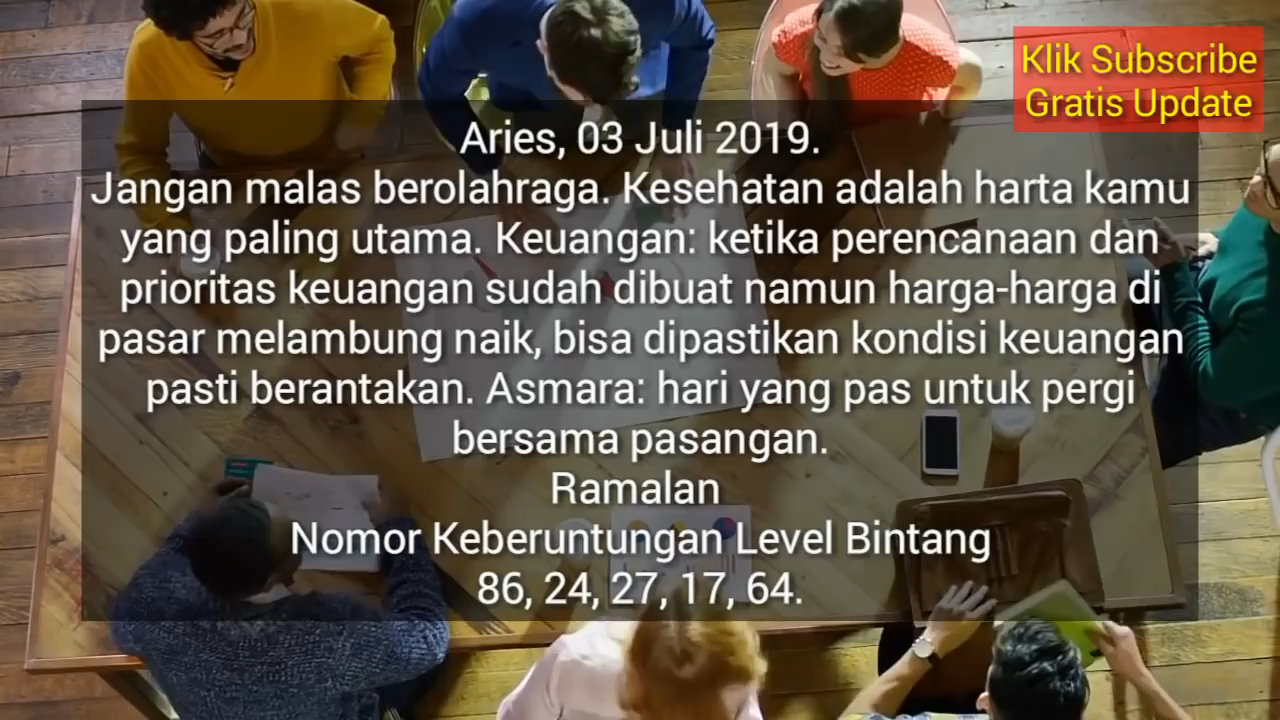 Klik Subscribe
Gratis Update
Aries, 03 Juli 2019.
Jangan malas berolahraga. Kesehatan adalah harta kamu
yang paling utama. Keuangan: ketika perencanaan dan
prioritas keuangan sudah dibuat namun harga-harga di
pasar melambung naik, bisa dipastikan kondisi keuangan
pasti berantakan. Asmara: hari yang pas untuk pergi
bersama pasangan.
Ramalan
Nomor Keberuntungan Level Bintang
86, 24, 27, 17, 64.